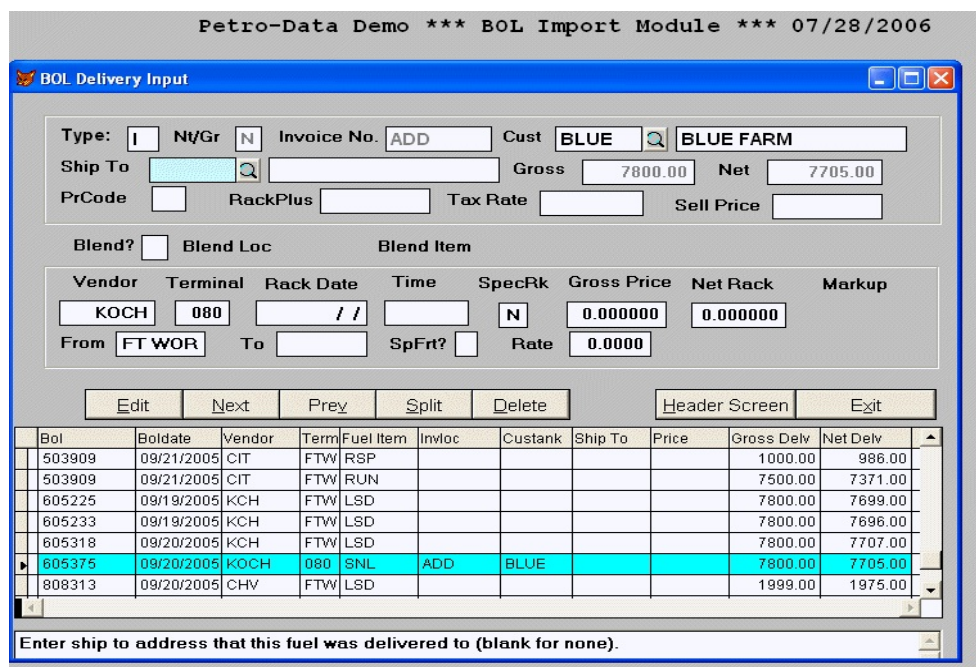 Petro-Data Demo *** BOL Import Module *** 07/28/2006
BOL Delivery Input
Type: I Nt/Gr N Invoice No. ADD Cust BLUE BLUE FARM
Ship To Gross 7800.00 Net 7705.00
PrCode RackPlus Tax Rate Sell Price
Blend? Blend Loc Blend Item
Vendor Terminal Rack Date Time SpecRk Gross Price Net Rack Markup
KOCH 080 / / N 0.000000 0.000000
From FT WOR To SpFrt? Rate 0.0000
Edit Next Prev Split Delete Header Screen Exit
Bol Boldate Vendor Term Fuel Item Invloc Custank Ship To Price Gross Delv Net Delv
503909 09/21/2005 CIT FTW RSP 1000.00 986.00
503909 09/21/2005 CIT FTW RUN 7500.00 7371.00
605225 09/19/2005 KCH FTW LSD 7800.00 7699.00
605233 09/19/2005 KCH FTW LSD 7800.00 7696.00
605318 09/20/2005 KCH FTW LSD 7800.00 7707.00
605375 09/20/2005 KOCH 080 SNL ADD BLUE 7800.00 7705.00
808313 09/20/2005 CHV FTW LSD 1999.00 1975.00
Enter ship to address that this fuel was delivered to (blank for none).